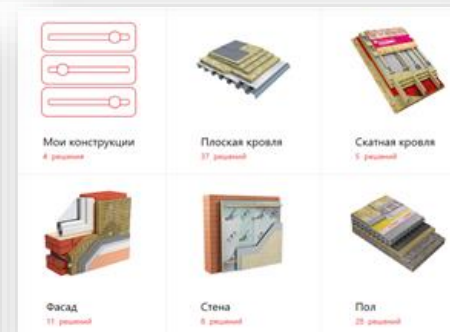 Мои конструкции
4 решения
Плоская кровля
37 решений
Скатная кровля
5 решений
Фасад
11 решений
Стена
8 решений
Пол
28 решений